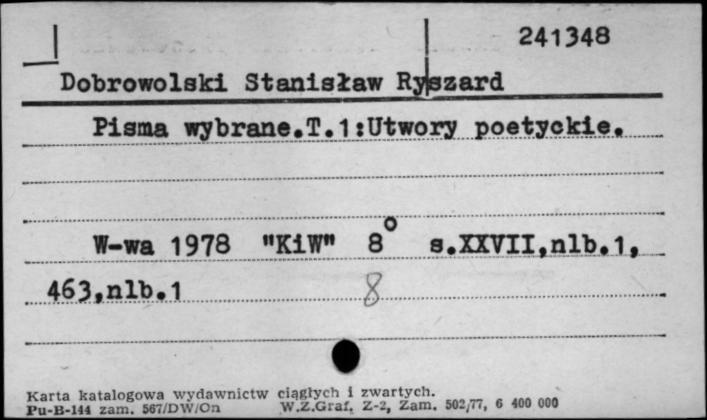 241348
Dobrowolski Stanisław Ryszard
Pisma wybrane.T.1:Utwory poetyckie.
W-wa 1978 "KiW" 8° s.XXVII,nlb.1,
463,nlb.1 8
Karta katalogowa wydawnictw ciągłych i zwartych.
Pu-B-144 zam. 567/DW/On W.Z.Graf. Z-2, Zam. 502/77, 6 400 000